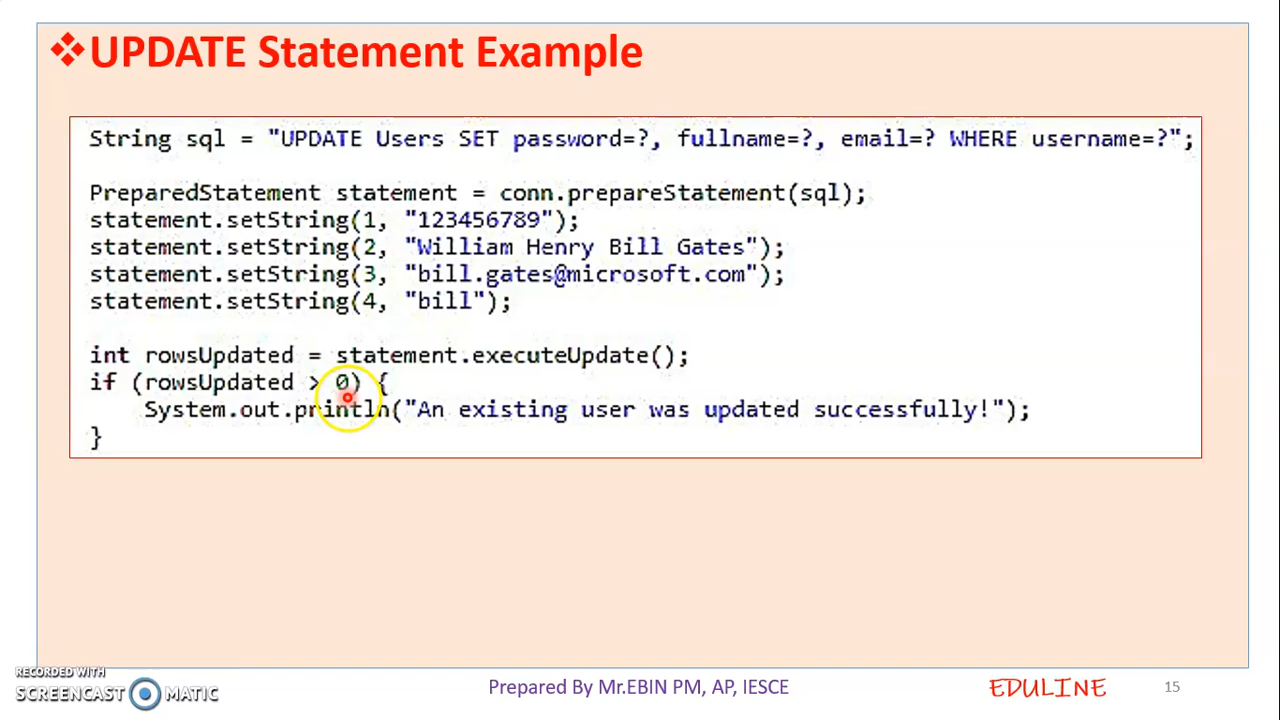 ❖UPDATE Statement Example
String sql = "UPDATE Users SET password=?, fullname=?, email=? WHERE username=?";
PreparedStatement statement = conn.prepareStatement(sql);
statement.setString(1, "123456789");
statement.setString(2, "William Henry Bill Gates");
statement.setString(3, "bill.gates@microsoft.com");
statement.setString(4, "bill");
int rowsUpdated = statement.executeUpdate();
if (rowsUpdated > 0) {
System.out.println("An existing user was updated successfully!");
}
RECORDED WITH
SCREENCAST MATIC
Prepared By Mr.EBIN PM, AP, IESCE
EDULINE
15